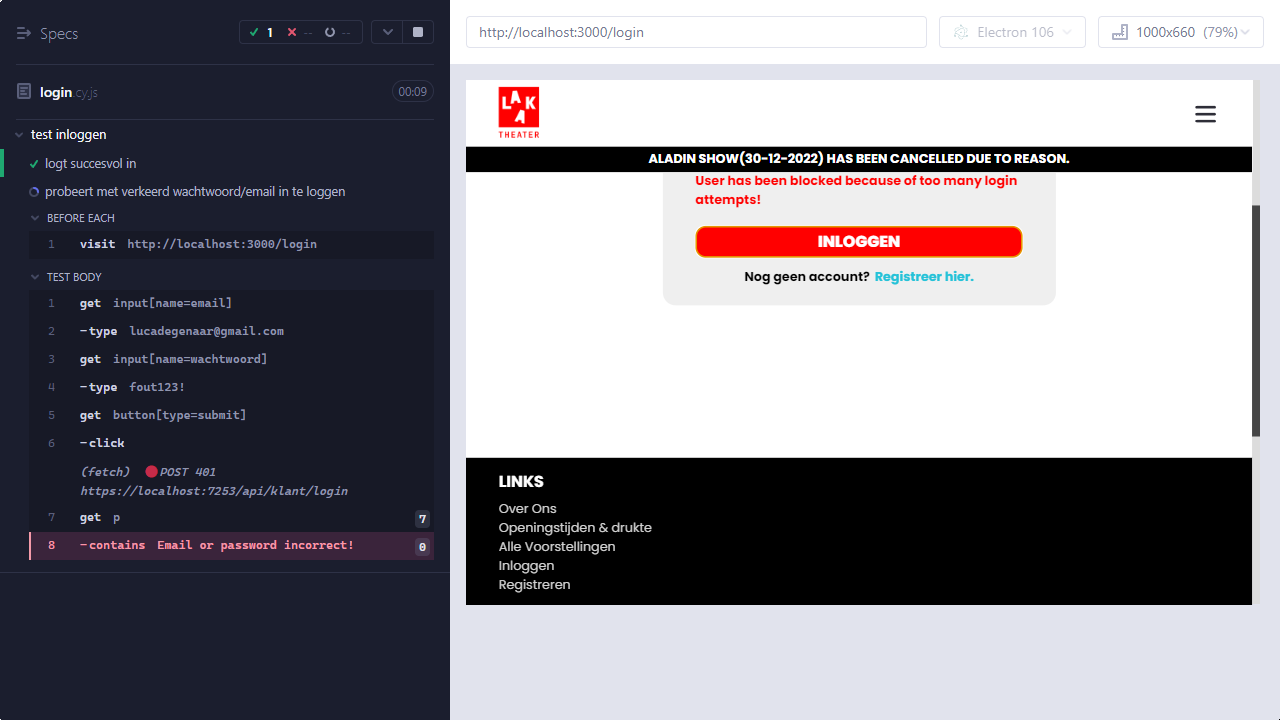 Specs
1 -- --
login.cy.js
00:09
test inloggen
logt succesvol in
probeert met verkeerd wachtwoord/email in te loggen
BEFORE EACH
1 visit http://localhost:3000/login
TEST BODY
1 get input[name=email]
2 -type lucadegenaar@gmail.com
3 get input[name=wachtwoord]
4 -type fout123!
5 get button[type=submit]
6 -click
(fetch) POST 401
https://localhost:7253/api/klant/login
7 get p 7
8 -contains Email or password incorrect! 0
http://localhost:3000/login
Electron 106
1000x660 (79%)
LAKA
THEATER
ALADIN SHOW(30-12-2022) HAS BEEN CANCELLED DUE TO REASON.
User has been blocked because of too many login
attempts!
INLOGGEN
Nog geen account? Registreer hier.
LINKS
Over Ons
Openingstijden & drukte
Alle Voorstellingen
Inloggen
Registreren